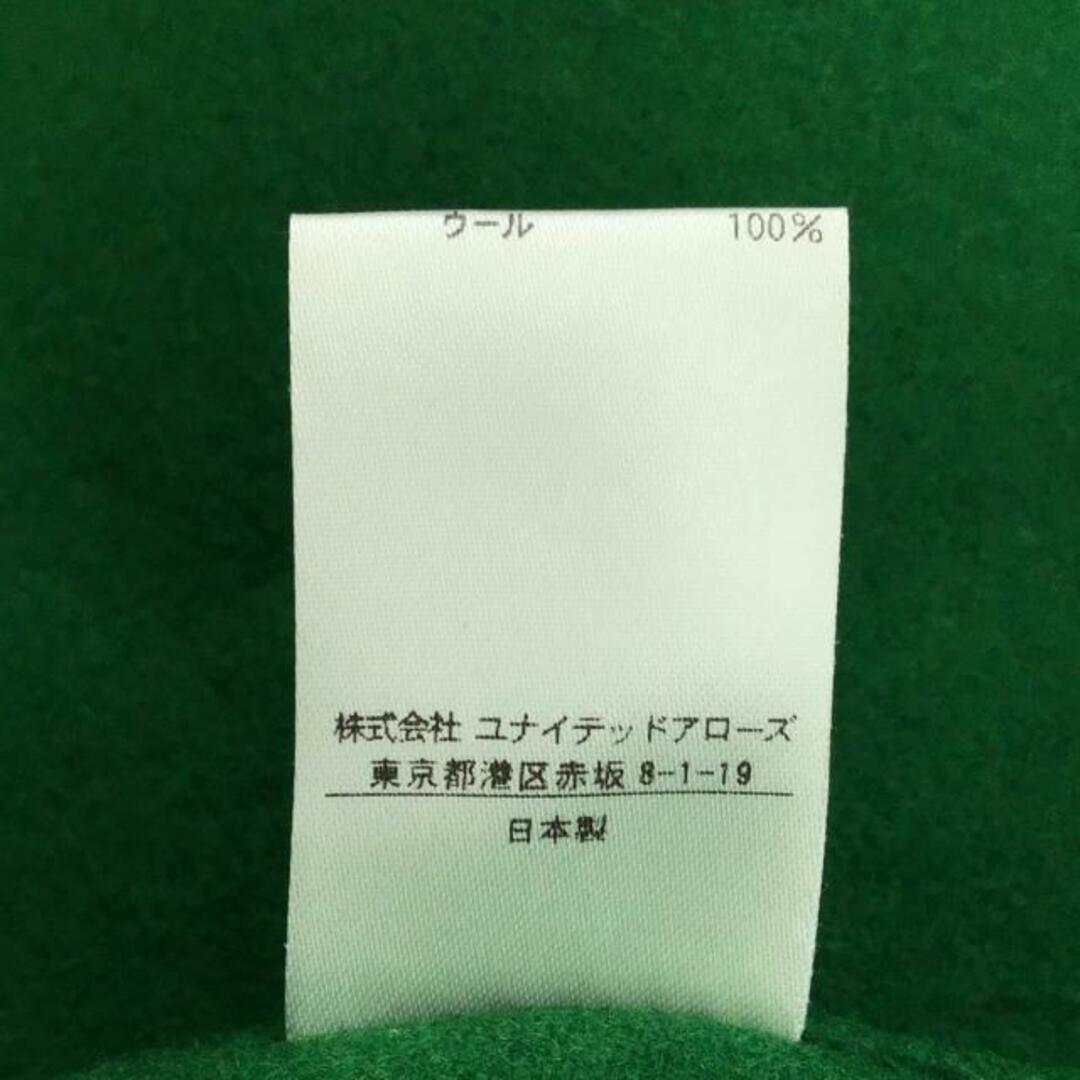 ウール 100%
株式会社 ユナイテッドアローズ
東京都港区赤坂 8-1-19
日本製